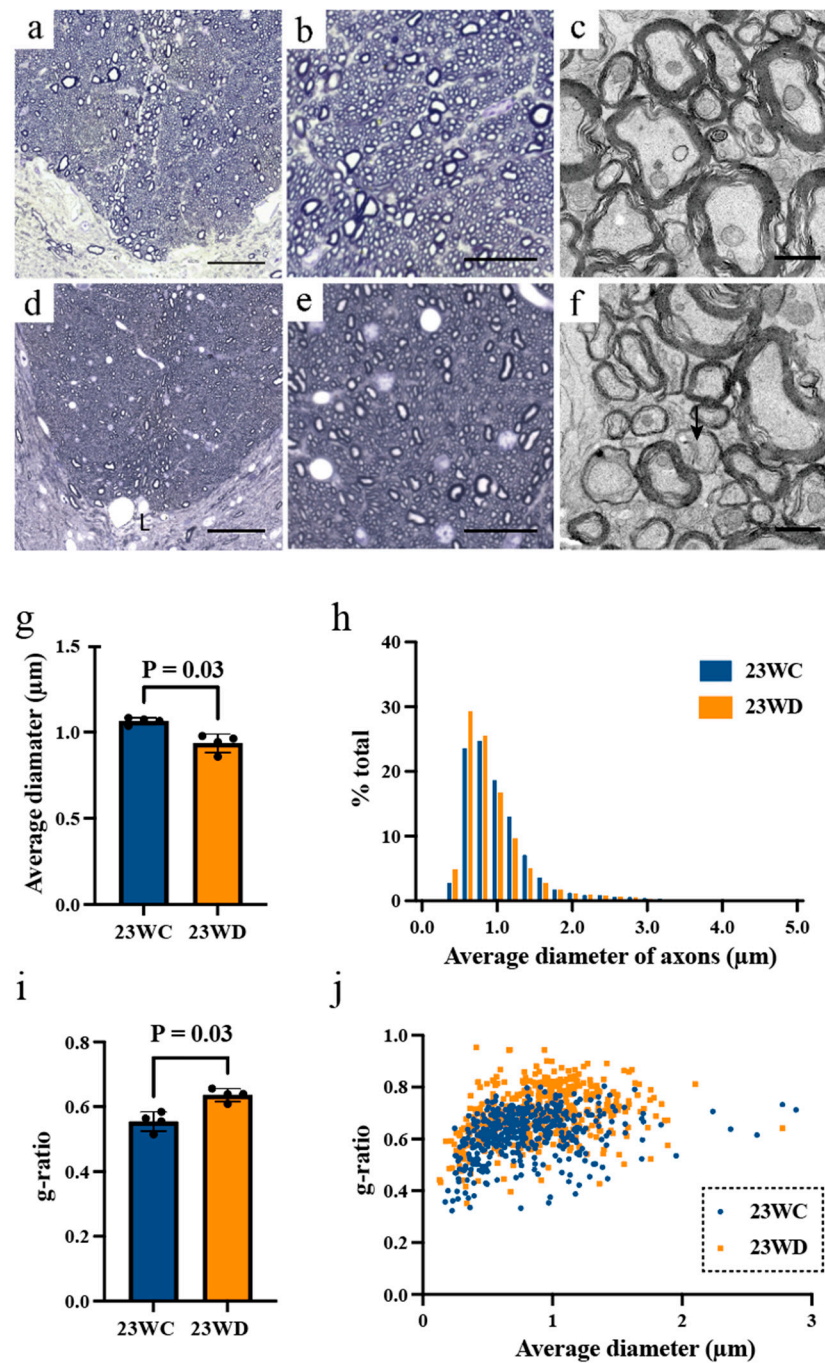 a
b
c
d
L
e
f
g
Average diamater (µm)
1.5
1.0
0.5
0.0
P = 0.03
23WC 23WD
h
% total
40
30
20
10
0
0.0 1.0 2.0 3.0 4.0 5.0
Average diameter of axons (µm)
23WC
23WD
i
g-ratio
0.8
0.6
0.4
0.2
0.0
P = 0.03
23WC 23WD
j
g-ratio
1.0
0.8
0.6
0.4
0.2
0.0
0 1 2 3
Average diameter (µm)
23WC
23WD